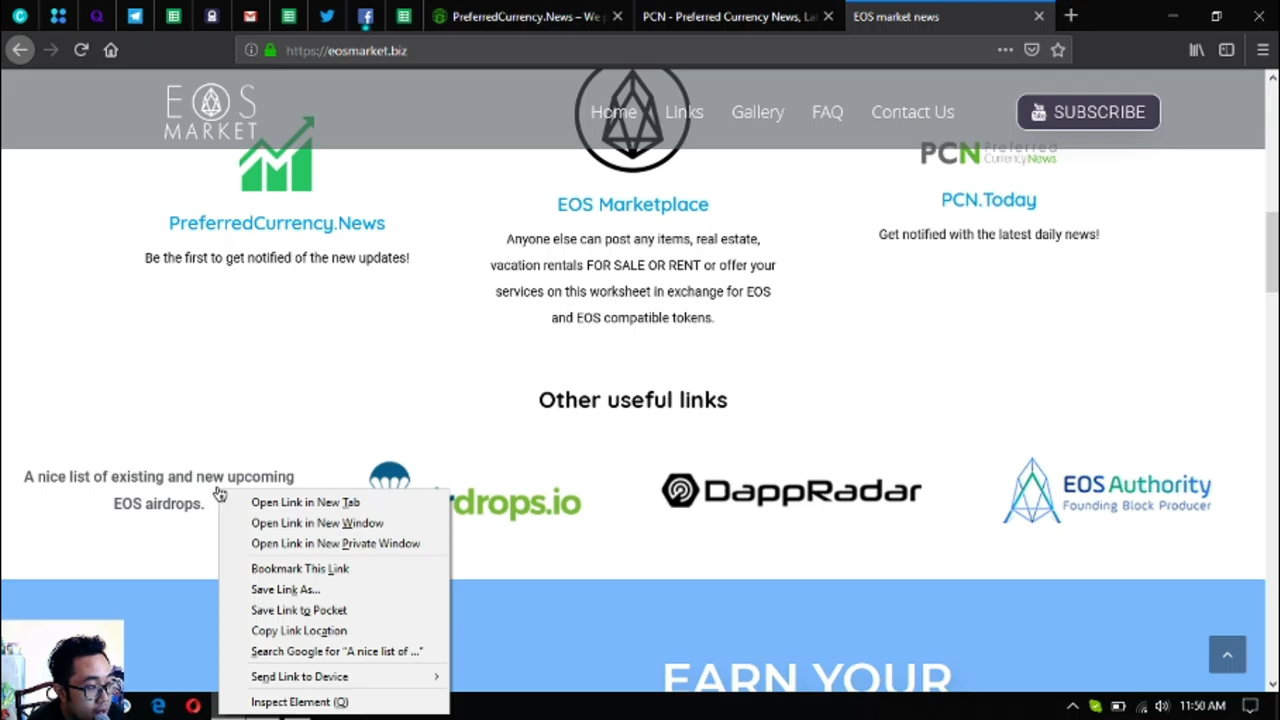 PreferredCurrency.News – We
PCN - Preferred Currency News, La
EOS market news
https://eosmarket.biz
EOS
MARKET
Home
Links
Gallery
FAQ
Contact Us
SUBSCRIBE
PreferredCurrency.News
Be the first to get notified of the new updates!
EOS Marketplace
Anyone else can post any items, real estate,
vacation rentals FOR SALE OR RENT or offer your
services on this worksheet in exchange for EOS
and EOS compatible tokens.
PCN Preferred
CurrencyNews
PCN.Today
Get notified with the latest daily news!
Other useful links
A nice list of existing and new upcoming
EOS airdrops.
rdrops.io
DappRadar
EOS Authority
Founding Block Producer
Open Link in New Tab
Open Link in New Window
Open Link in New Private Window
Bookmark This Link
Save Link As...
Save Link to Pocket
Copy Link Location
Search Google for "A nice list of ..."
Send Link to Device
Inspect Element (Q)
EARN YOUR
11:50 AM